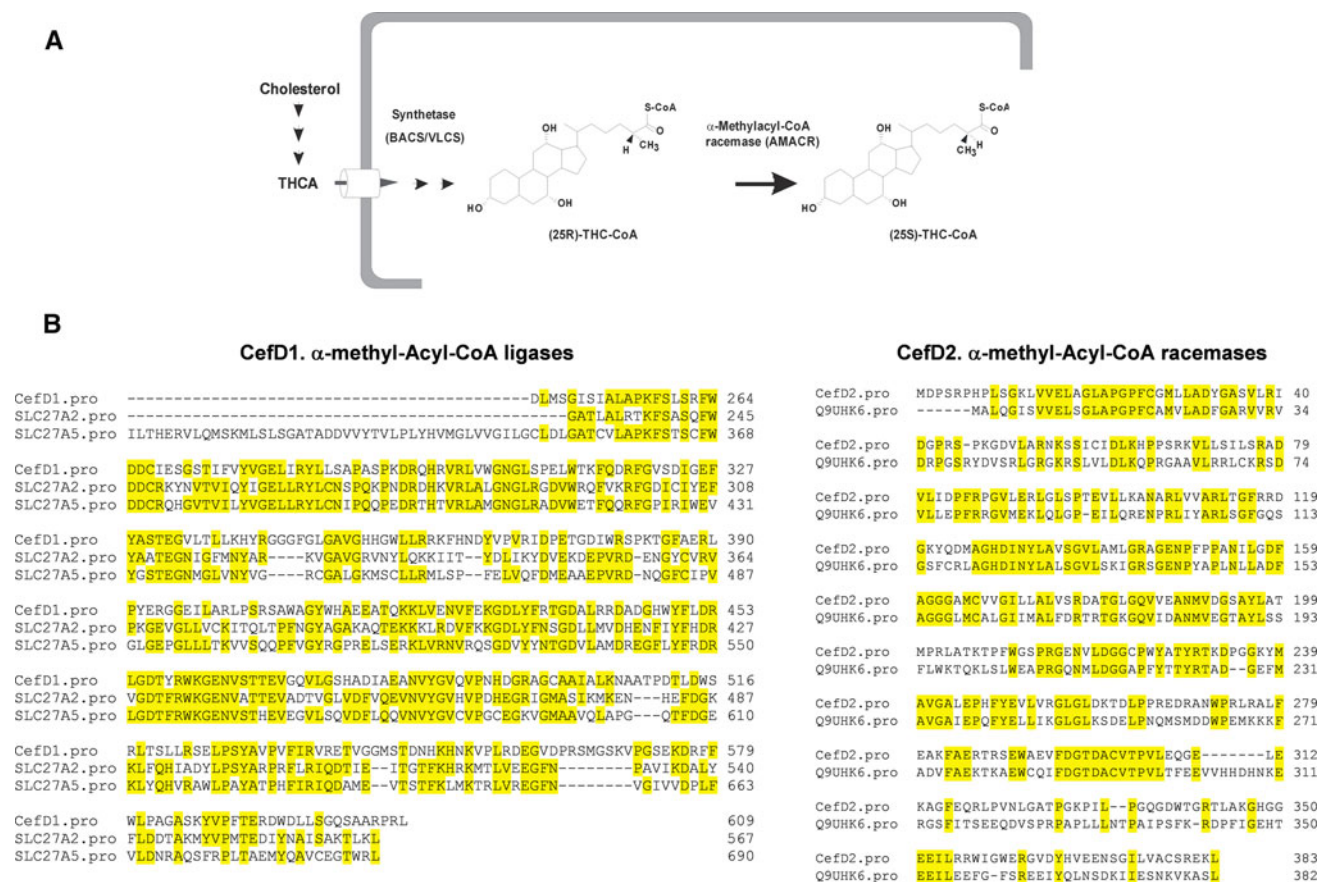 A
Cholesterol
THCA
Synthetase
(BACS/VLCS)
S-CoA
OH
O
H
CH3
HO
OH
(25R)-THC-CoA
α-Methylacyl-CoA
racemase (AMACR)
S-CoA
OH
O
CH3
H
HO
OH
(25S)-THC-CoA
B
CefD1. α-methyl-Acyl-CoA ligases
CefD1.pro ----------------------------------DLMSGISIALAPKFSLSRFW 264
SLC27A2.pro -------------------------------------GATLALRTKFSASQFW 245
SLC27A5.pro ILTHERVLQMSKMLSLSGATADDVVYTVLPLYHVMGLVVGILGCLDLGATCVLAPKFSTSCFW 368
CefD1.pro DDCIESGSTIFVYVGELIRYLLSAPASPKDRQHRVRLVWGNGLSPELWTKFQDRFGVSDIGEF 327
SLC27A2.pro DDCRKYNVTVIQYIGELLRYLCNSPQKPNDRDHKVRLALGNGLRGDVWRQFVKRFGDICIYEF 308
SLC27A5.pro DDCRQHGVTVILYVGELLRYLCNIPQQPEDRTHTVRLAMGNGLRADVWETFQQRFGPIRIWEV 431
CefD1.pro YASTEGVLTLLKHYRGGGFGLGAVGHHGWLLRRKFHNDYVPVRIDPETGDIWRSPKTGFAERL 390
SLC27A2.pro YAATEGNIGFMNYAR----KVGAVGRVNYLQKKIIT--YDLIKYDVEKDEPVRD-ENGYCVRV 364
SLC27A5.pro YGSTEGNMGLVNYVG----RCGALGKMSCLLRMLSP--FELVQFDMEAAEPVRD-NQGFCIPV 487
CefD1.pro PYERGGEILARLPSRSAWAGYWHAEEATQKKLVENVFEKGDLYFRTGDALRRDADGHWYFLDR 453
SLC27A2.pro PKGEVGLLVCKITQLTPFNGYAGAKAQTEKKKLRDVFKKGDLYFNSGDLLMVDHENFIYFHDR 427
SLC27A5.pro GLGEPGLLLTKVVSQQPFVGYRGPRELSERKLVRNVRQSGDVYYNTGDVLAMDREGFLYFRDR 550
CefD1.pro LGDTYRWKGENVSTTEVGQVLGSHADIAEANVYGVQVPNHDGRAGCAAIALKNAATPDTLDWS 516
SLC27A2.pro VGDTFRWKGENVATTEVADTVGLVDFVQEVNVYGVHVPDHEGRIGMASIKMKEN---HEFDGK 487
SLC27A5.pro LGDTFRWKGENVSTHEVEGVLSQVDFLQQVNVYGVCVPGCEGKVGMAAVQLAPG---QTFDGE 610
CefD1.pro RLTSLLRSELPSYAVPVFIRVRETVGGMSTDNHKHNKVPLRDEGVDPRSMGSKVPGSEKDRFF 579
SLC27A2.pro KLFQHIADYLPSYARPRFLRIQDTIE--ITGTFKHRKMTLVEEGFN--------PAVIKDALY 540
SLC27A5.pro KLYQHVRAWLPAYATPHFIRIQDAME--VTSTFKLMKTRLVREGFN--------VGIVVDPLF 663
CefD1.pro WLPAGASKYVPFTERDWDLLSGQSAARPRL 609
SLC27A2.pro FLDDTAKMYVPMTEDIYNAISAKTLKL 567
SLC27A5.pro VLDNRAQSFRPLTAEMYQAVCEGTWRL 690
CefD2. α-methyl-Acyl-CoA racemases
CefD2.pro MDPSRPHPLSGKLVVELAGLAPGPFCGMLLADYGASVLRI 40
Q9UHK6.pro ------MALQGISVVELSGLAPGPFCAMVLADFGARVVRV 34
CefD2.pro DGPRS-PKGDVLARNKSSICIDLKHPPSRKVLLSILSRAD 79
Q9UHK6.pro DRPGSRYDVSRLGRGKRSLVLDLKQPRGAAVLRRLCKRSD 74
CefD2.pro VLIDPFRPGVLERLGLSPTEVLLKANARLVVARLTGFRRD 119
Q9UHK6.pro VLLEPFRRGVMEKLQLGP-EILQRENPRLIYARLSGFGQS 113
CefD2.pro GKYQDMAGHDINYLAVSGVLAMLGRAGENPFPPANILGDF 159
Q9UHK6.pro GSFCRLAGHDINYLALSGVLSKIGRSGENPYAPLNLLADF 153
CefD2.pro AGGGAMCVVGILLALVSRDATGLGQVVEANMVDGSAYLAT 199
Q9UHK6.pro AGGGLMCALGIIMALFDRTRTGKGQVIDANMVEGTAYLSS 193
CefD2.pro MPRLATKTPFWGSPRGENVLDGGCPWYATYRTKDPGGKYM 239
Q9UHK6.pro FLWKTQKLSLWEAPRGQNMLDGGAPFYTTYRTAD--GEFM 231
CefD2.pro AVGALEPHFYEVLVRGLGLDKTDLPPREDRANWPRLRALF 279
Q9UHK6.pro AVGAIEPQFYELLIKGLGLKSDELPNQMSMDDWPEMKKKF 271
CefD2.pro EAKFAERTRSEWAEVFDGTDACVTPVLEQGE-------LE 312
Q9UHK6.pro ADVFAEKTKAEWCQIFDGTDACVTPVLTFEEVVHHDHNKE 311
CefD2.pro KAGFEQRLPVNLGATPGKPIL--PGQGDWTGRTLAKGHGG 350
Q9UHK6.pro RGSFITSEEQDVSPRPAPLLLNTPAIPSFK-RDPFIGEHT 350
CefD2.pro EEILRRWIGWERGVDYHVEENSGILVACSREKL 383
Q9UHK6.pro EEILEEFG-FSREEIYQLNSDKIIESNKVKASL 382